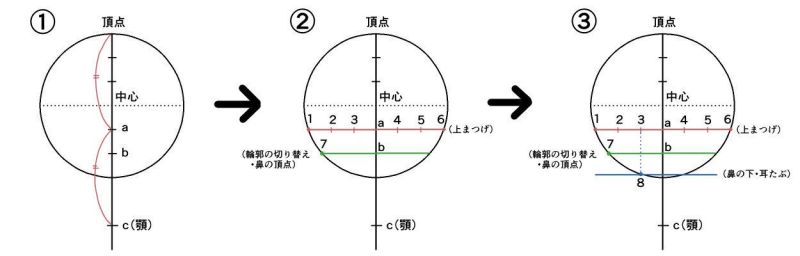 ①
頂点
中心
a
b
c(顎)
②
頂点
中心
1 2 3 a 4 5 6
(上まつげ)
7
(輪郭の切り替え
・鼻の頂点)
b
c(顎)
③
頂点
中心
1 2 3 a 4 5 6
(上まつげ)
7
(輪郭の切り替え
・鼻の頂点)
b
8
(鼻の下・耳たぶ)
c(顎)